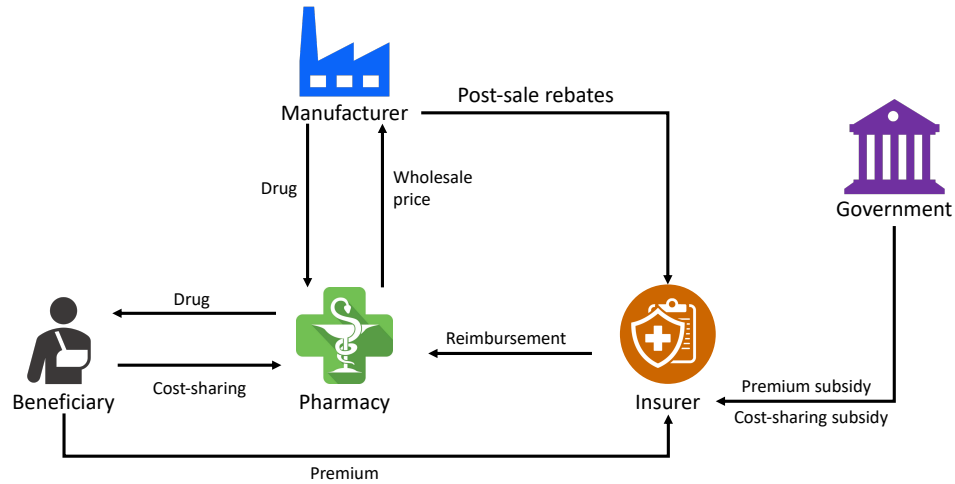 Manufacturer
Post-sale rebates
Government
Drug
Wholesale
price
Drug
Cost-sharing
Reimbursement
Beneficiary
Pharmacy
Insurer
Premium subsidy
Cost-sharing subsidy
Premium